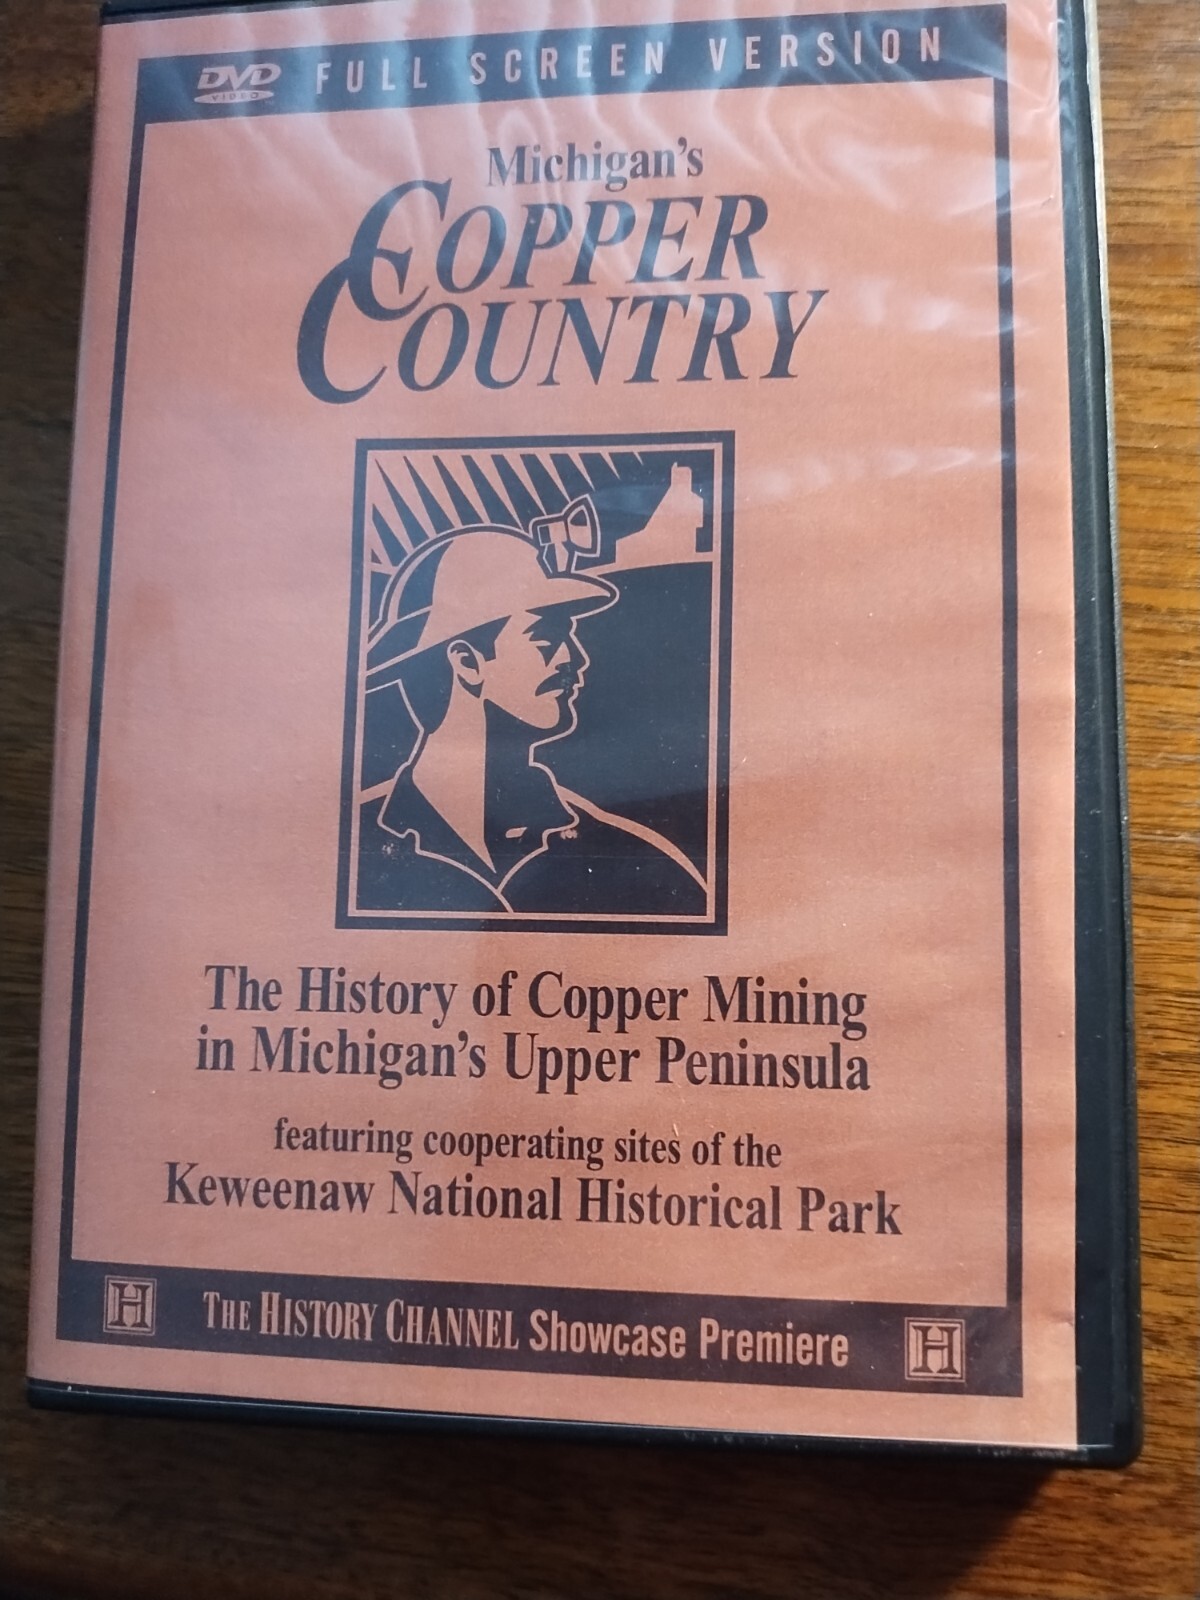 DVD VIDEO FULL SCREEN VERSION
Michigan's
COPPER
COUNTRY
The History of Copper Mining
in Michigan's Upper Peninsula
featuring cooperating sites of the
Keweenaw National Historical Park
H THE HISTORY CHANNEL Showcase Premiere H